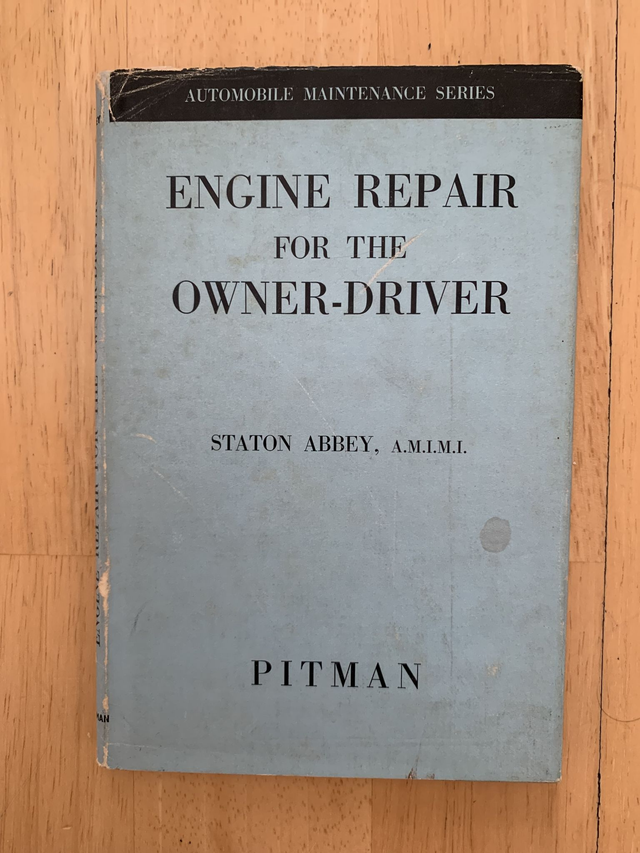 AUTOMOBILE MAINTENANCE SERIES
ENGINE REPAIR
FOR THE
OWNER-DRIVER
STATON ABBEY, A.M.I.M.I.
PITMAN